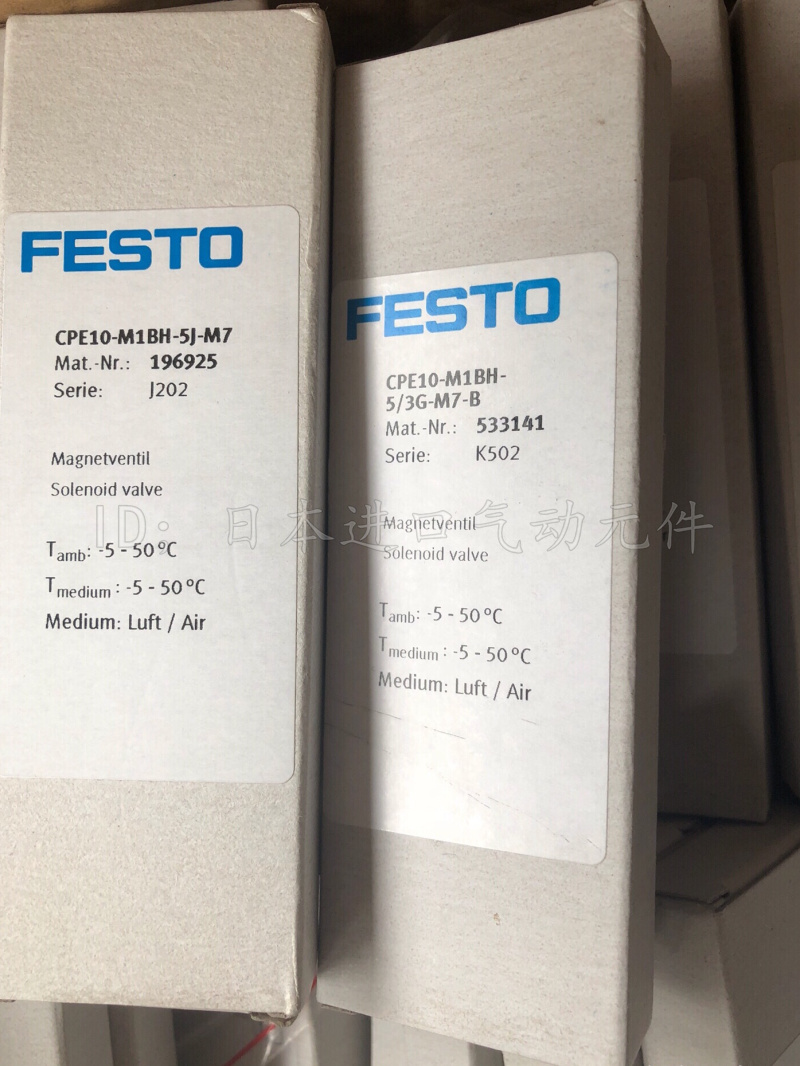 FESTO
CPE10-M1BH-5J-M7
Mat.-Nr.: 196925
Serie: J202
Magnetventil
Solenoid valve
Tamb: -5 - 50°C
Tmedium : -5 - 50°C
Medium: Luft / Air
FESTO
CPE10-M1BH-
5/3G-M7-B
Mat.-Nr.: 533141
Serie: K502
Magnetventil
Solenoid valve
Tamb: -5 - 50°C
Tmedium : -5 - 50°C
Medium: Luft / Air
ID: 日本进口气动元件